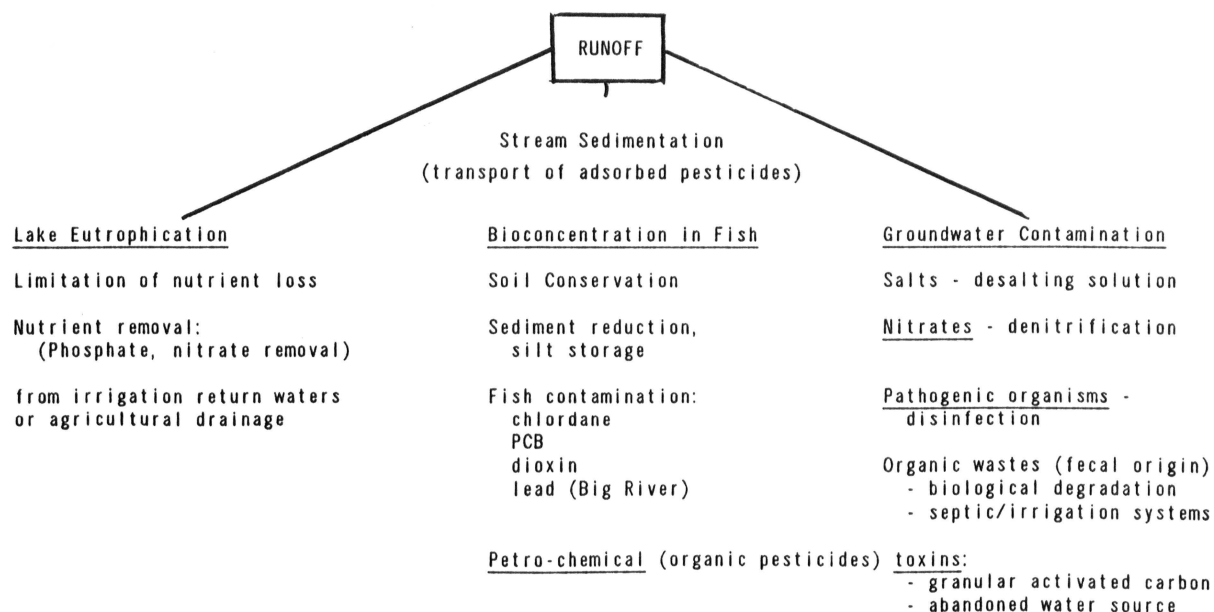 RUNOFF
Stream Sedimentation
(transport of adsorbed pesticides)
Lake Eutrophication
Limitation of nutrient loss
Nutrient removal:
(Phosphate, nitrate removal)
from irrigation return waters
or agricultural drainage
Bioconcentration in Fish
Soil Conservation
Sediment reduction,
silt storage
Fish contamination:
chlordane
PCB
dioxin
lead (Big River)
Groundwater Contamination
Salts - desalting solution
Nitrates - denitrification
Pathogenic organisms -
disinfection
Organic wastes (fecal origin)
- biological degradation
- septic/irrigation systems
Petro-chemical (organic pesticides) toxins:
- granular activated carbon
- abandoned water source